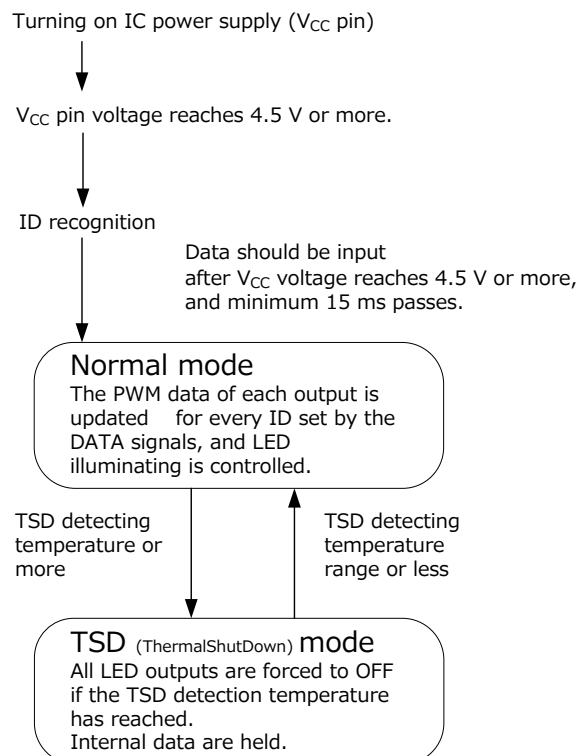 Turning on IC power supply (VCC pin)
VCC pin voltage reaches 4.5 V or more.
ID recognition
Data should be input
after VCC voltage reaches 4.5 V or more,
and minimum 15 ms passes.
Normal mode
The PWM data of each output is
updated for every ID set by the
DATA signals, and LED
illuminating is controlled.
TSD detecting
temperature or
more
TSD detecting
temperature
range or less
TSD (ThermalShutDown) mode
All LED outputs are forced to OFF
if the TSD detection temperature
has reached.
Internal data are held.